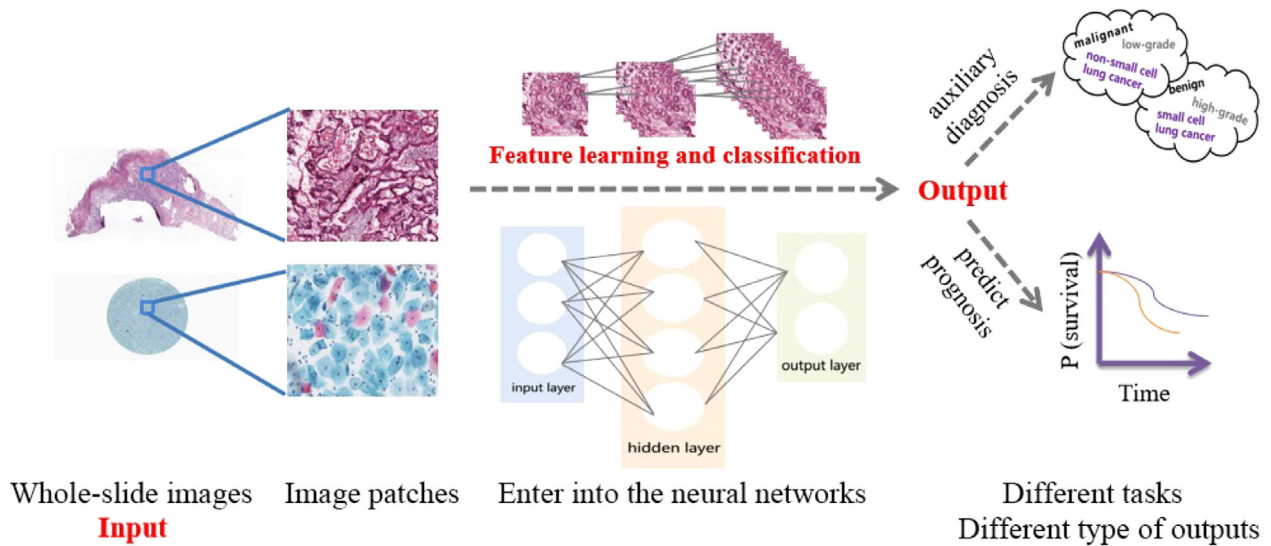 Feature learning and classification
input layer
hidden layer
output layer
Output
auxiliary
diagnosis
predict
prognosis
malignant
low-grade
non-small cell
lung cancer
benign
high-grade
small cell
lung cancer
P (survival)
Time
Whole-slide images
Input
Image patches
Enter into the neural networks
Different tasks
Different type of outputs